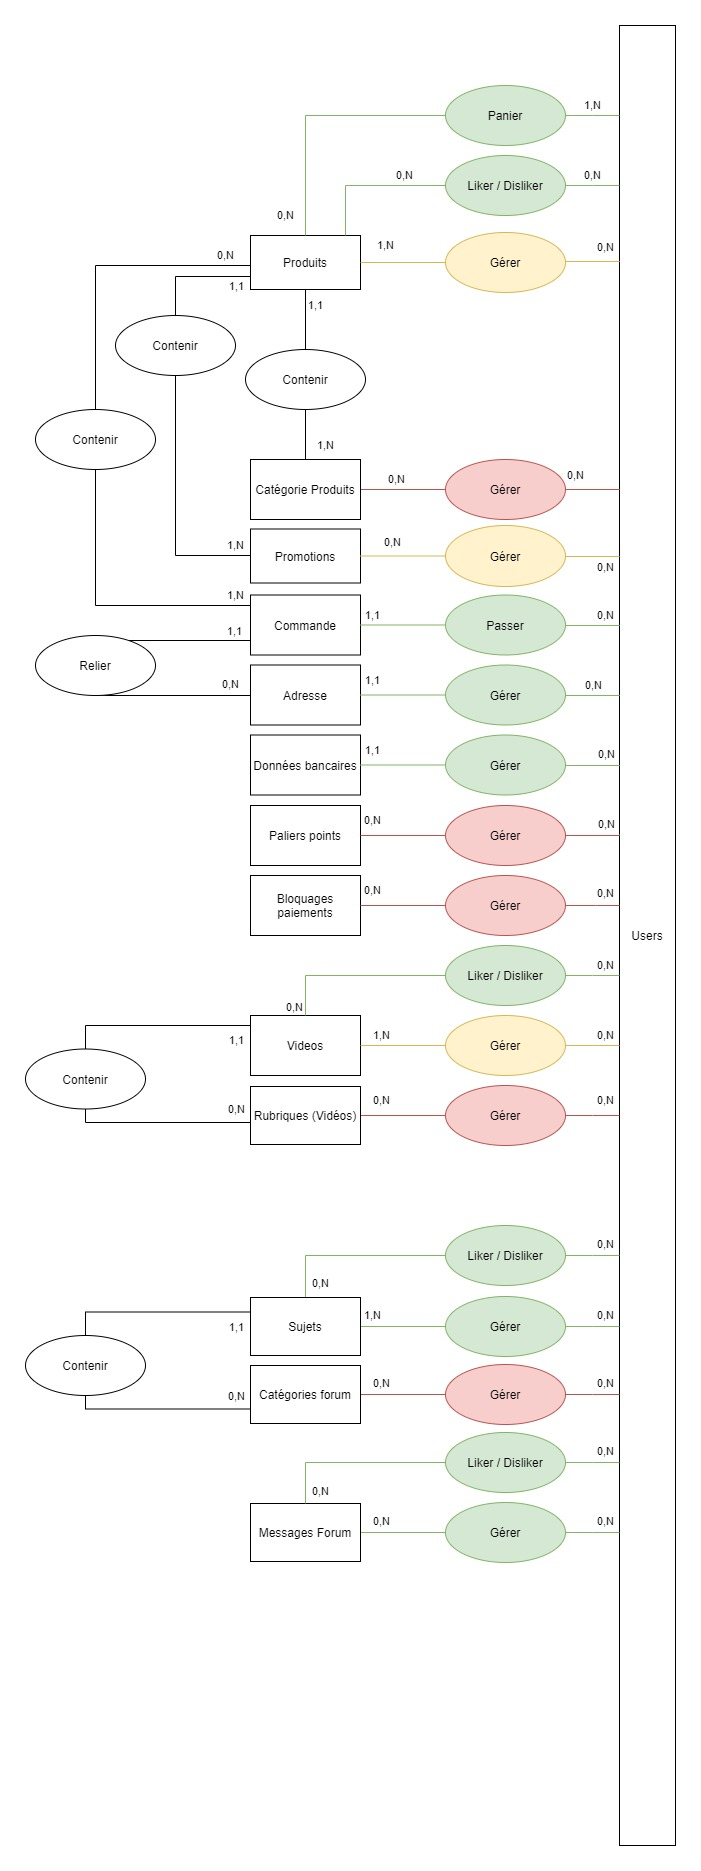 Panier
1,N
0,N
Liker / Disliker
0,N
0,N
0,N
Produits
1,N
Gérer
0,N
1,1
1,1
Contenir
Contenir
Contenir
1,N
Catégorie Produits
0,N
Gérer
0,N
1,N
Promotions
0,N
Gérer
0,N
1,N
Commande
1,1
Passer
0,N
1,1
Relier
0,N
Adresse
1,1
Gérer
0,N
Données bancaires
1,1
Gérer
0,N
Paliers points
0,N
Gérer
0,N
Bloquages
paiements
0,N
Gérer
0,N
Users
Liker / Disliker
0,N
0,N
Videos
1,N
Gérer
0,N
1,1
Contenir
0,N
Rubriques (Vidéos)
0,N
Gérer
0,N
Liker / Disliker
0,N
0,N
Sujets
1,N
Gérer
0,N
1,1
Contenir
0,N
Catégories forum
0,N
Gérer
0,N
Liker / Disliker
0,N
0,N
Messages Forum
0,N
Gérer
0,N